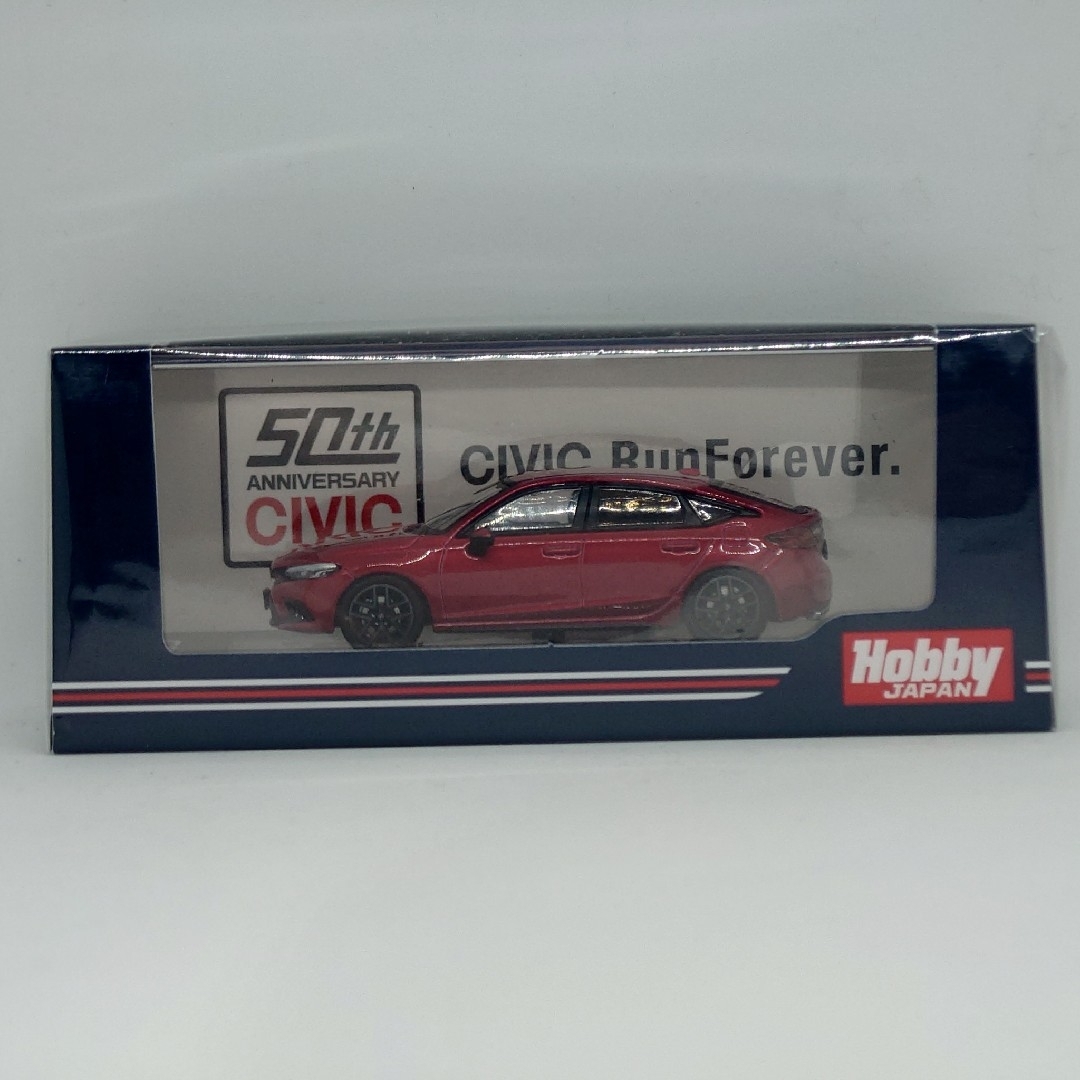 50th
ANNIVERSARY
CIVIC
CIVIC RunForever.
Hobby
JAPAN